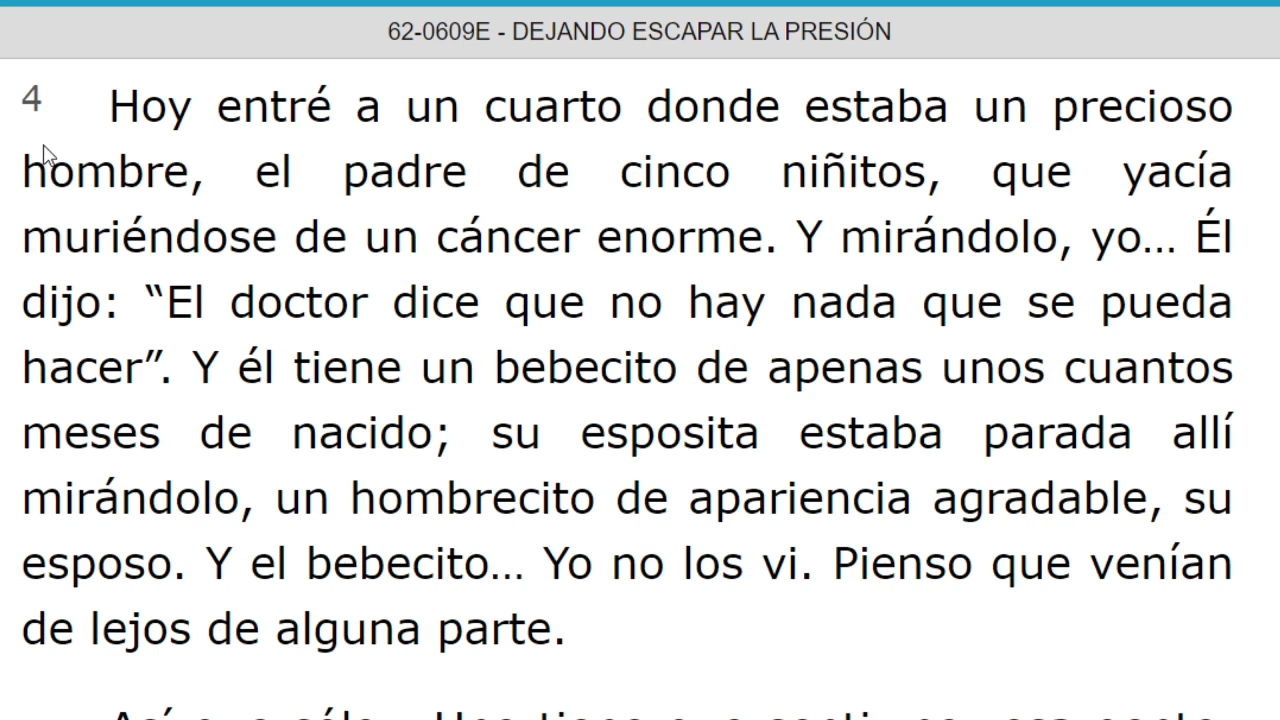 62-0609E - DEJANDO ESCAPAR LA PRESIÓN
4 Hoy entré a un cuarto donde estaba un precioso
hombre, el padre de cinco niñitos, que yacía
muriéndose de un cáncer enorme. Y mirándolo, yo… Él
dijo: “El doctor dice que no hay nada que se pueda
hacer”. Y él tiene un bebecito de apenas unos cuantos
meses de nacido; su esposita estaba parada allí
mirándolo, un hombrecito de apariencia agradable, su
esposo. Y el bebecito… Yo no los vi. Pienso que venían
de lejos de alguna parte.